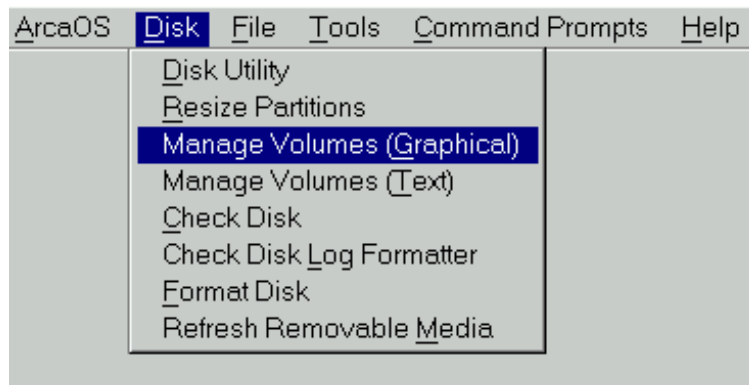 ArcaOS Disk File Tools Command Prompts Help
Disk Utility
Resize Partitions
Manage Volumes (Graphical)
Manage Volumes (Text)
Check Disk
Check Disk Log Formatter
Format Disk
Refresh Removable Media